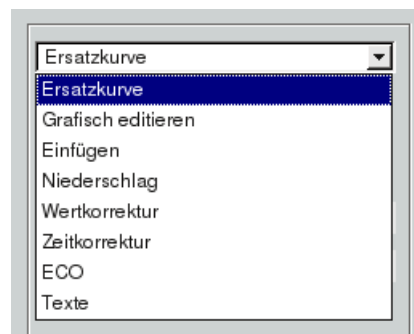 Ersatzkurve
Ersatzkurve
Grafisch editieren
Einfügen
Niederschlag
Wertkorrektur
Zeitkorrektur
ECO
Texte